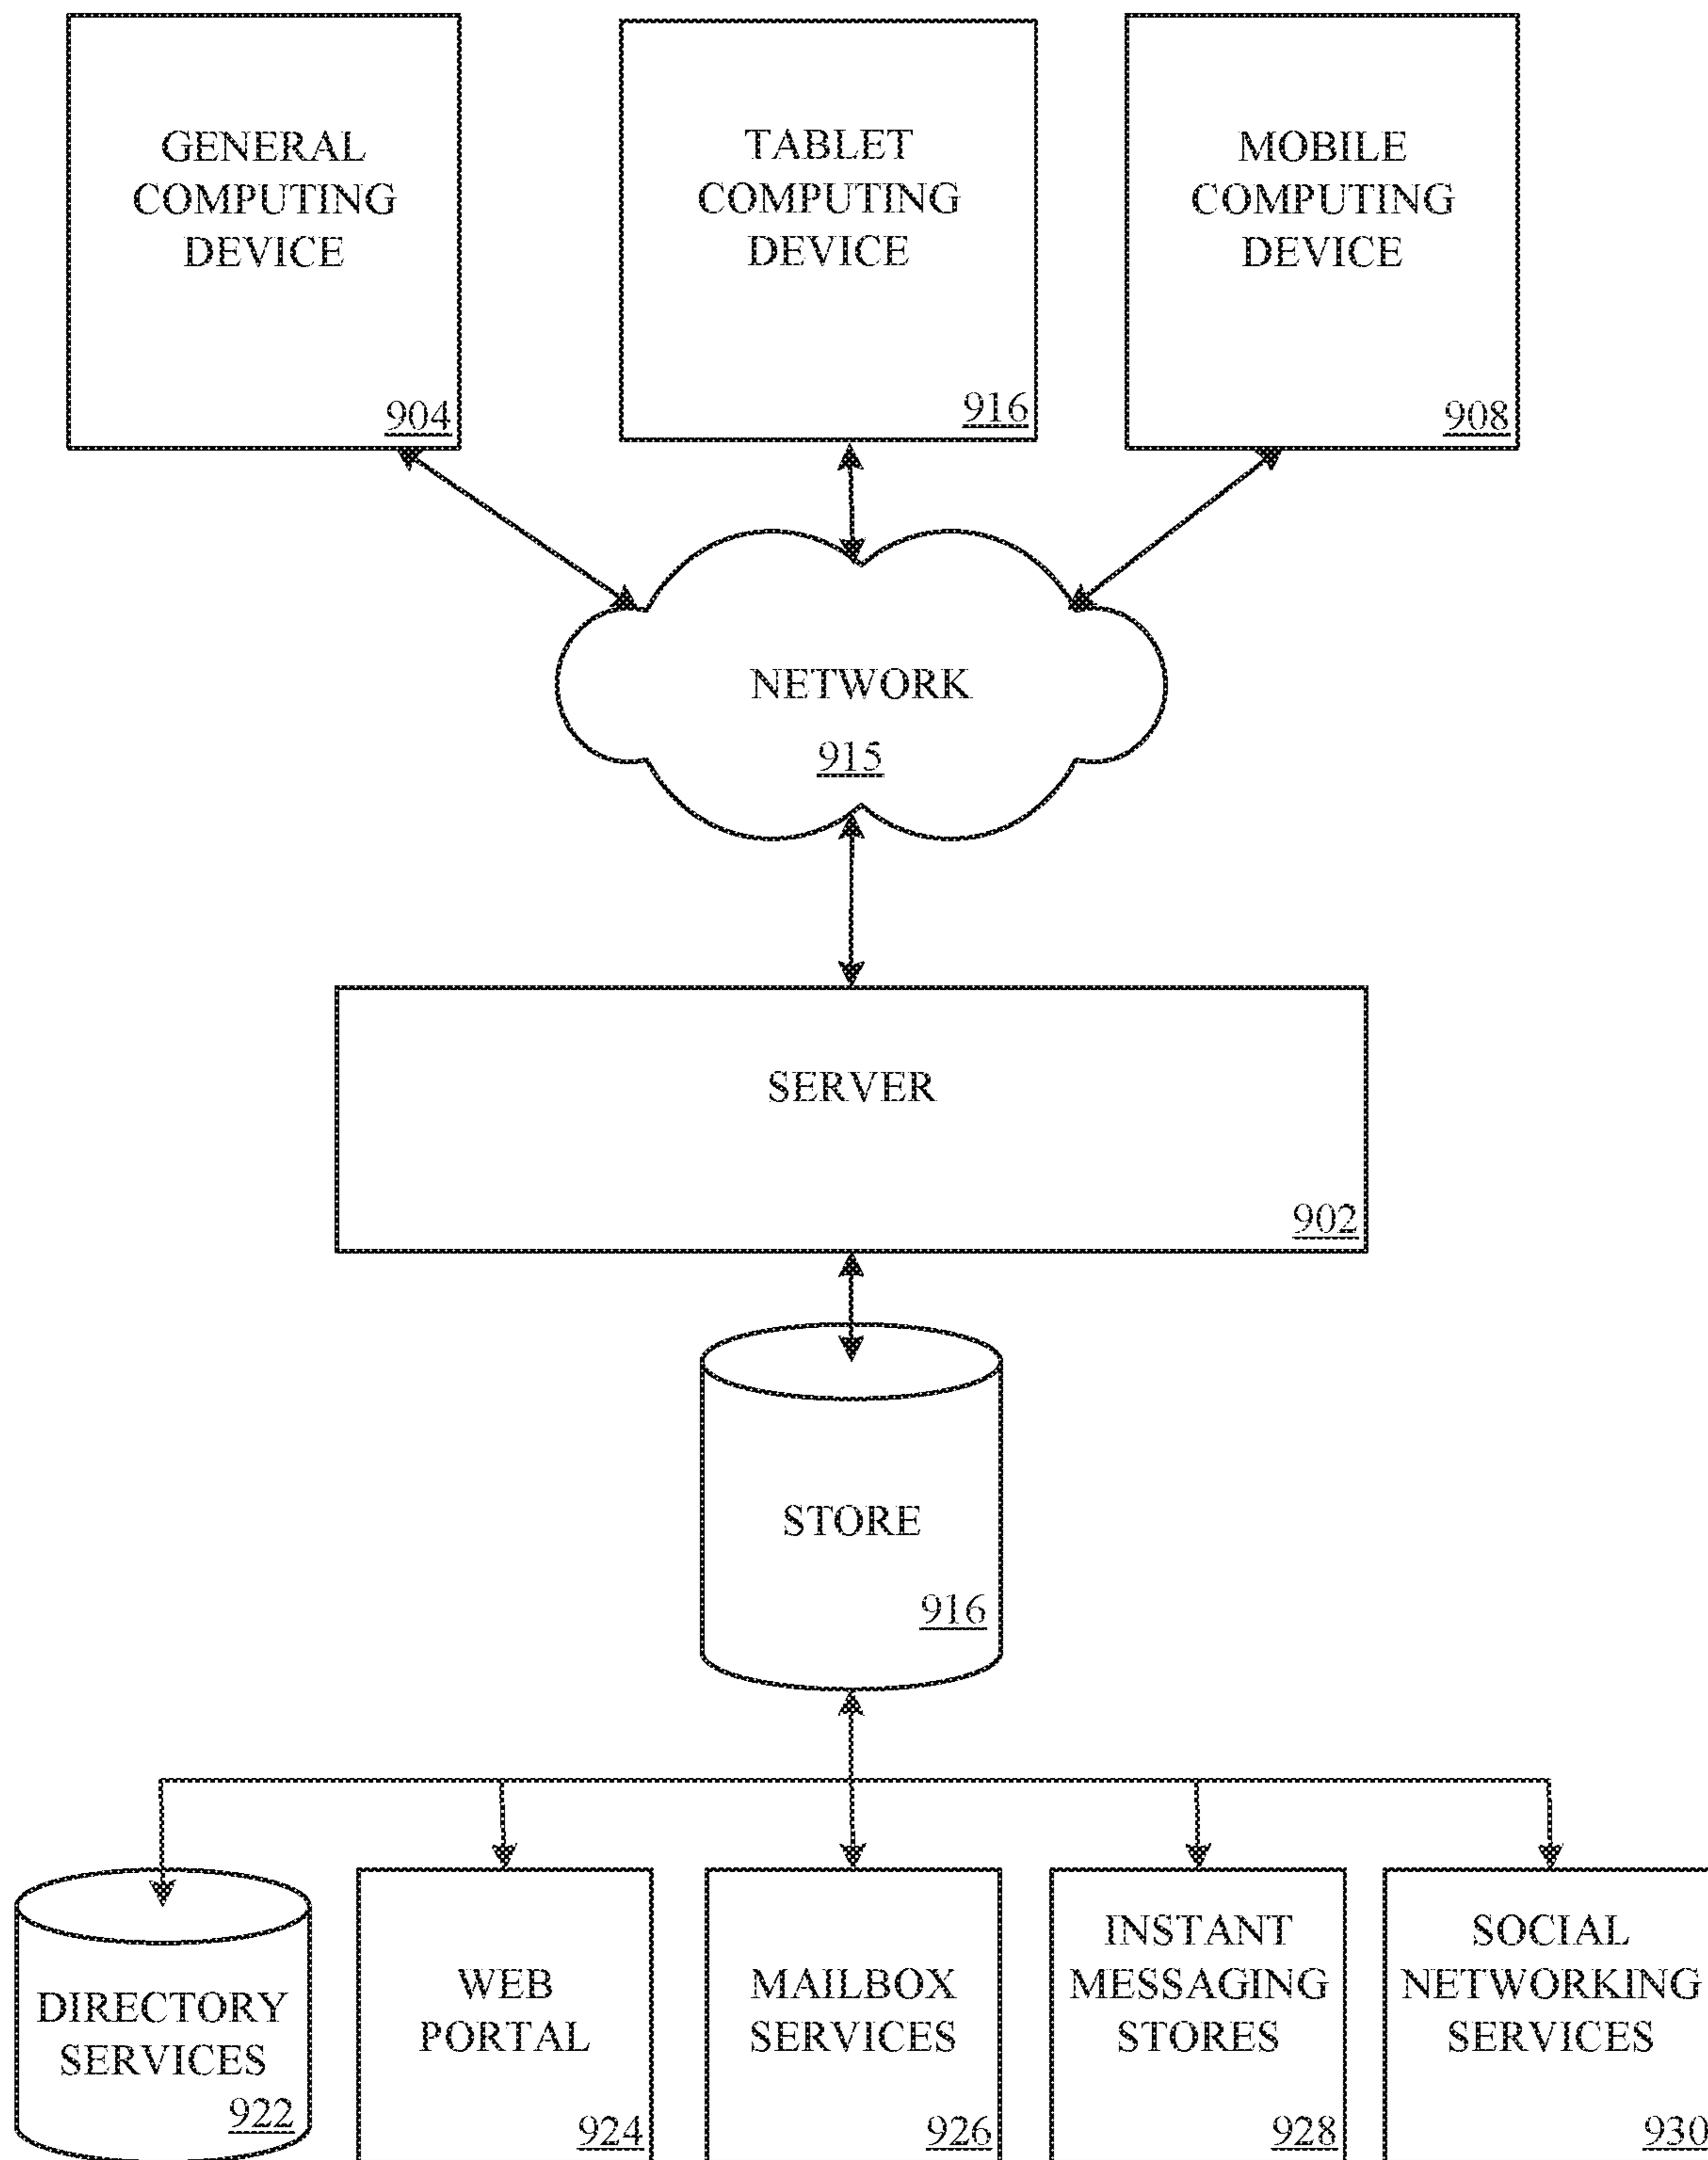 GENERAL
COMPUTING
DEVICE
904
TABLET
COMPUTING
DEVICE
916
MOBILE
COMPUTING
DEVICE
908
NETWORK
915
SERVER
902
STORE
916
DIRECTORY
SERVICES
922
WEB
PORTAL
924
MAILBOX
SERVICES
926
INSTANT
MESSAGING
STORES
928
SOCIAL
NETWORKING
SERVICES
930